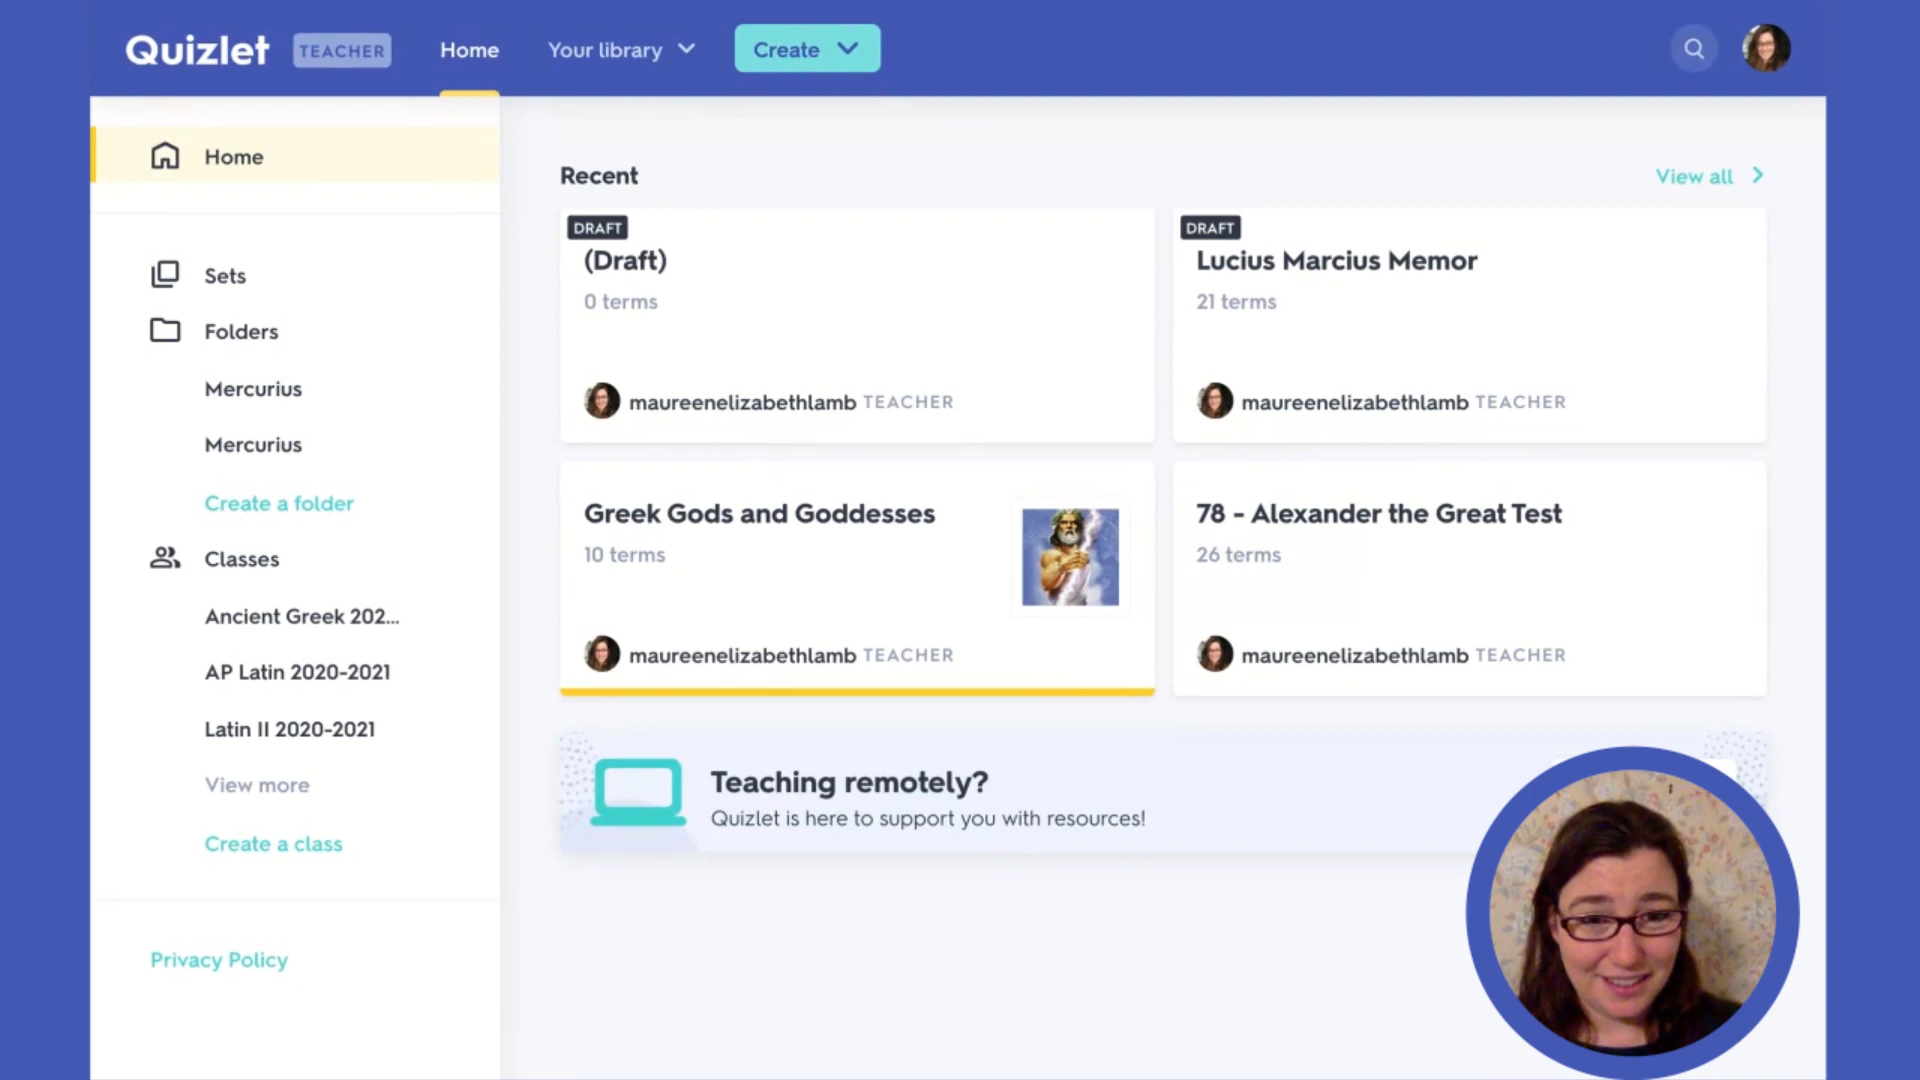 Quizlet TEACHER Home Your library Create
Home
Sets
Folders
Mercurius
Mercurius
Create a folder
Classes
Ancient Greek 202...
AP Latin 2020-2021
Latin II 2020-2021
View more
Create a class
Privacy Policy
Recent
View all
DRAFT
(Draft)
0 terms
maureenelizabethlamb TEACHER
DRAFT
Lucius Marcius Memor
21 terms
maureenelizabethlamb TEACHER
Greek Gods and Goddesses
10 terms
maureenelizabethlamb TEACHER
78 - Alexander the Great Test
26 terms
maureenelizabethlamb TEACHER
Teaching remotely?
Quizlet is here to support you with resources!